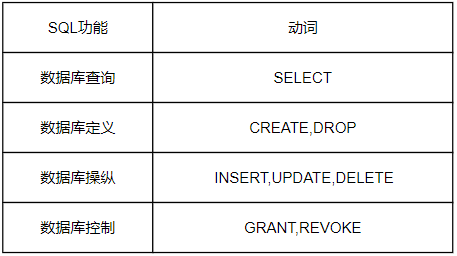 SQL功能 动词
数据库查询 SELECT
数据库定义 CREATE,DROP
数据库操纵 INSERT,UPDATE,DELETE
数据库控制 GRANT,REVOKE